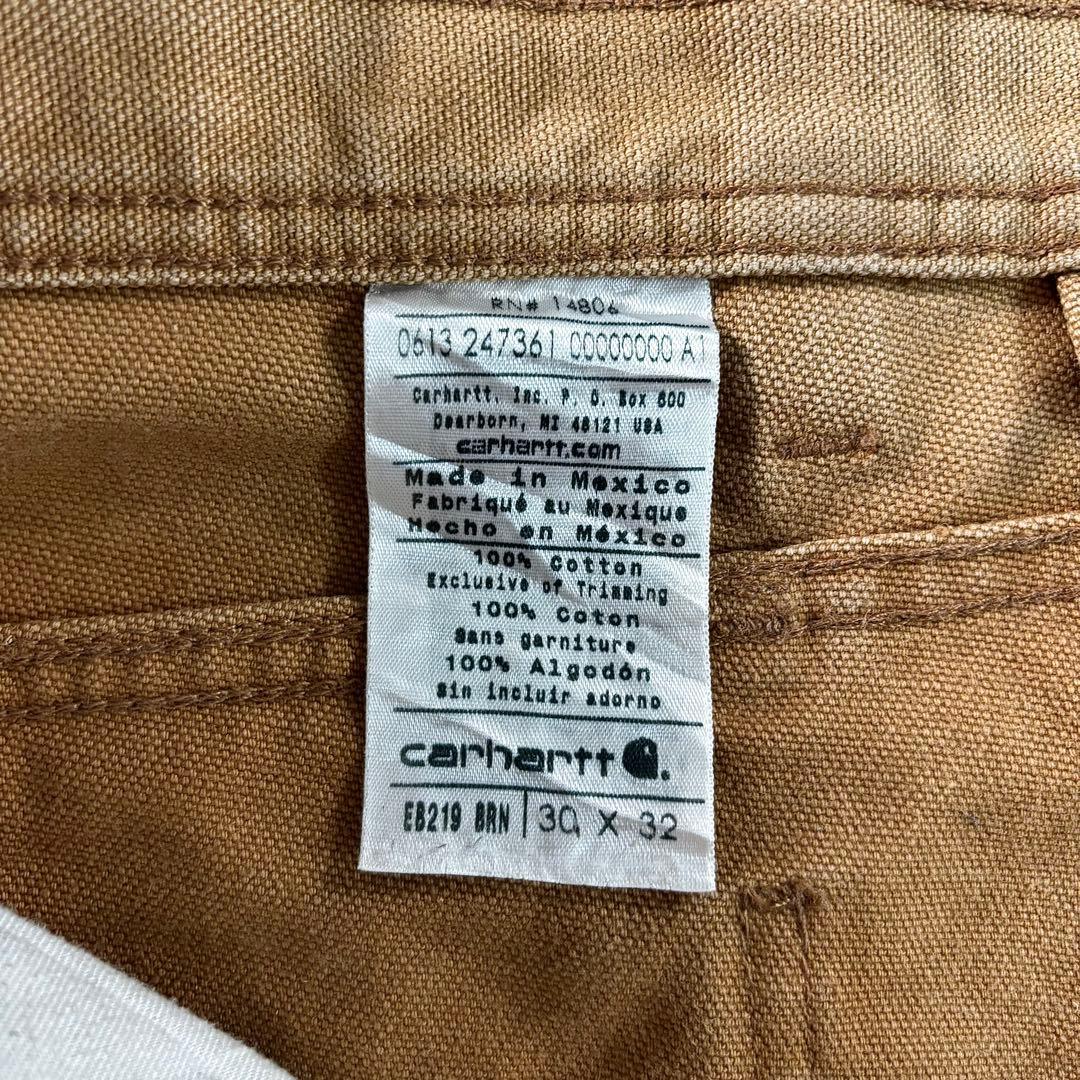 RN# 14806
0613 247361 00000000 A1
Carhartt, Inc. P. O. Box 600
Dearborn, MI 48121 USA
carhartt.com
Made in Mexico
Fabriqué au Mexique
Hecho en México
100% Cotton
Exclusive of Trimming
100% Coton
Sans garniture
100% Algodón
Sin incluir adorno
carhartt
EB219 BRN 30 X 32